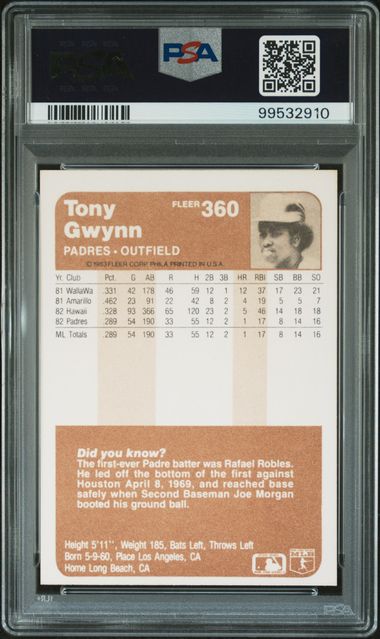 PSA
99532910
Tony
Gwynn
FLEER 360
PADRES • OUTFIELD
© 1983 FLEER CORP. PHILA. PRINTED IN U.S.A.
Yr. Club Pct. G AB R H 2B 3B HR RBI SB BB SO
81 WallaWa .331 42 178 46 59 12 1 12 37 17 23 21
81 Amarillo .462 23 91 22 42 8 2 4 19 5 5 7
82 Hawaii .328 93 366 65 120 23 2 5 46 14 18 18
82 Padres .289 54 190 33 55 12 2 1 17 8 14 16
ML Totals .289 54 190 33 55 12 2 1 17 8 14 16
Did you know?
The first-ever Padre batter was Rafael Robles.
He led off the bottom of the first against
Houston April 8, 1969, and reached base
safely when Second Baseman Joe Morgan
booted his ground ball.
Height 5'11", Weight 185, Bats Left, Throws Left
Born 5-9-60, Place Los Angeles, CA
Home Long Beach, CA